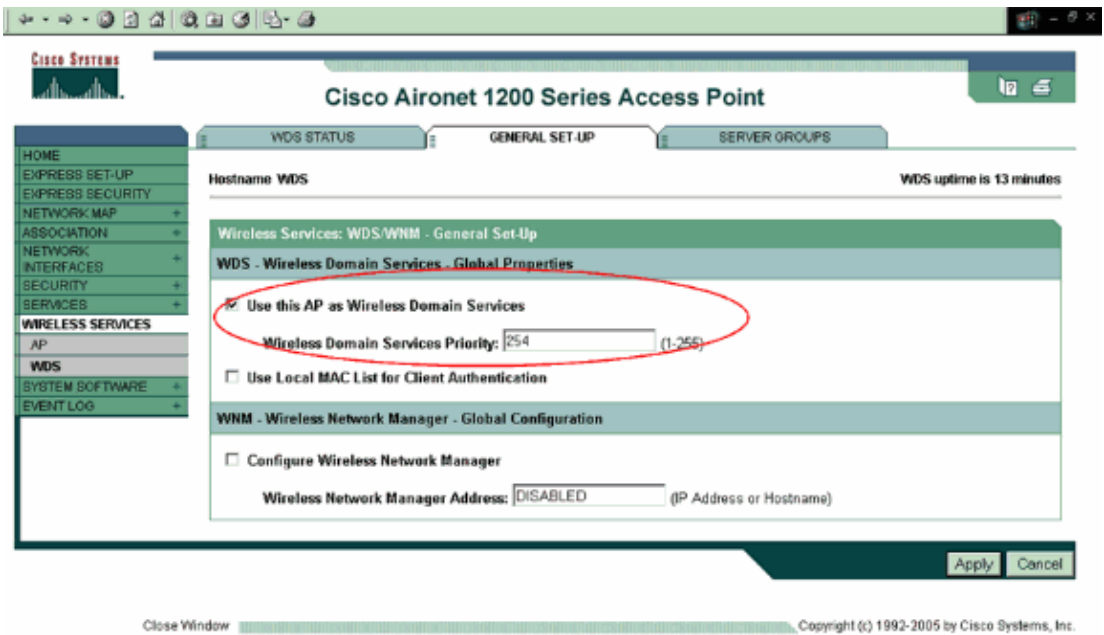 CISCO SYSTEMS
Cisco Aironet 1200 Series Access Point
WDS STATUS
GENERAL SET-UP
SERVER GROUPS
HOME
EXPRESS SET-UP
EXPRESS SECURITY
NETWORK MAP +
ASSOCIATION +
NETWORK
INTERFACES +
SECURITY +
SERVICES +
WIRELESS SERVICES
AP
WDS
SYSTEM SOFTWARE +
EVENT LOG +
Hostname WDS
WDS uptime is 13 minutes
Wireless Services: WDS/WNM - General Set-Up
WDS - Wireless Domain Services - Global Properties
Use this AP as Wireless Domain Services
Wireless Domain Services Priority: 254 (1-255)
Use Local MAC List for Client Authentication
WNM - Wireless Network Manager - Global Configuration
Configure Wireless Network Manager
Wireless Network Manager Address: DISABLED (IP Address or Hostname)
Apply Cancel
Close Window
Copyright (c) 1992-2005 by Cisco Systems, Inc.